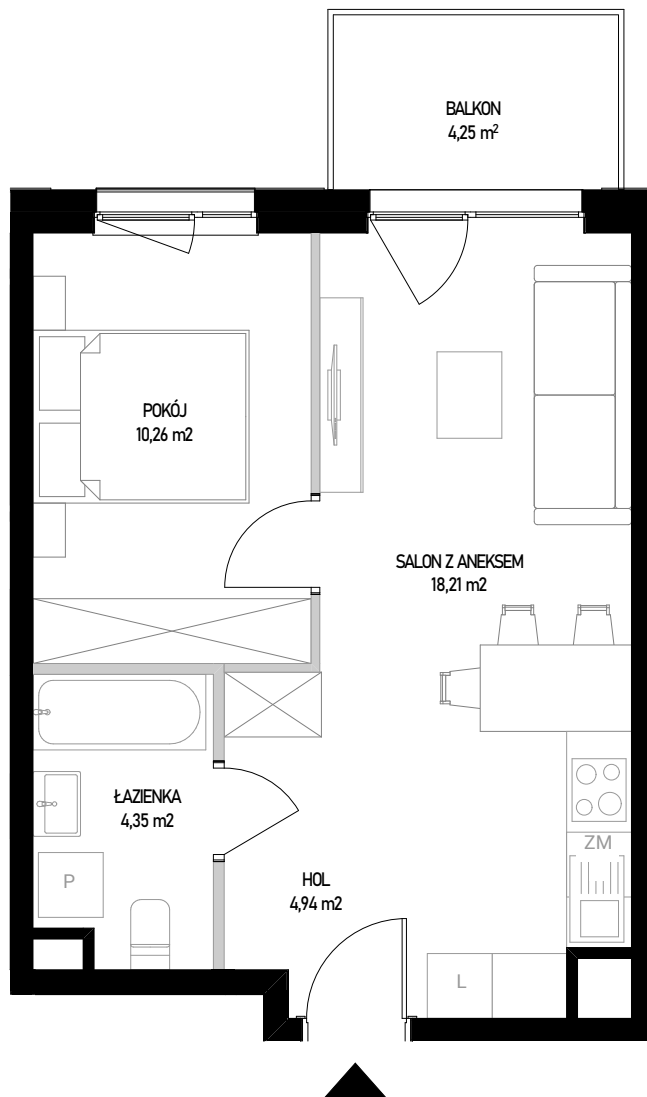 BALKON
4,25 m²
POKÓJ
10,26 m2
SALON Z ANEKSEM
18,21 m2
ŁAZIENKA
4,35 m2
ZM
P
HOL
4,94 m2
L